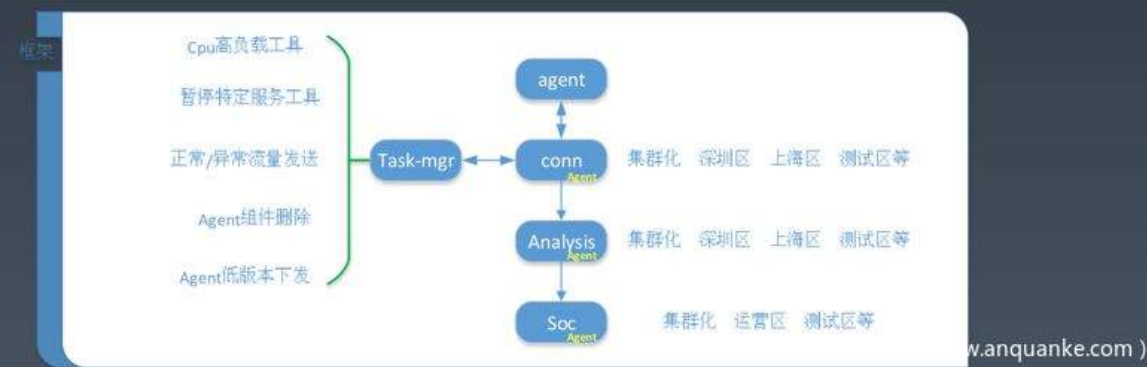 框架
Cpu高负载工具
暂停特定服务工具
正常/异常流量发送
Agent组件删除
Agent低版本下发
Task-mgr
agent
conn
Agent
集群化 深圳区 上海区 测试区等
Analysis
Agent
集群化 深圳区 上海区 测试区等
Soc
Agent
集群化 运营区 测试区等
w.anquanke.com )